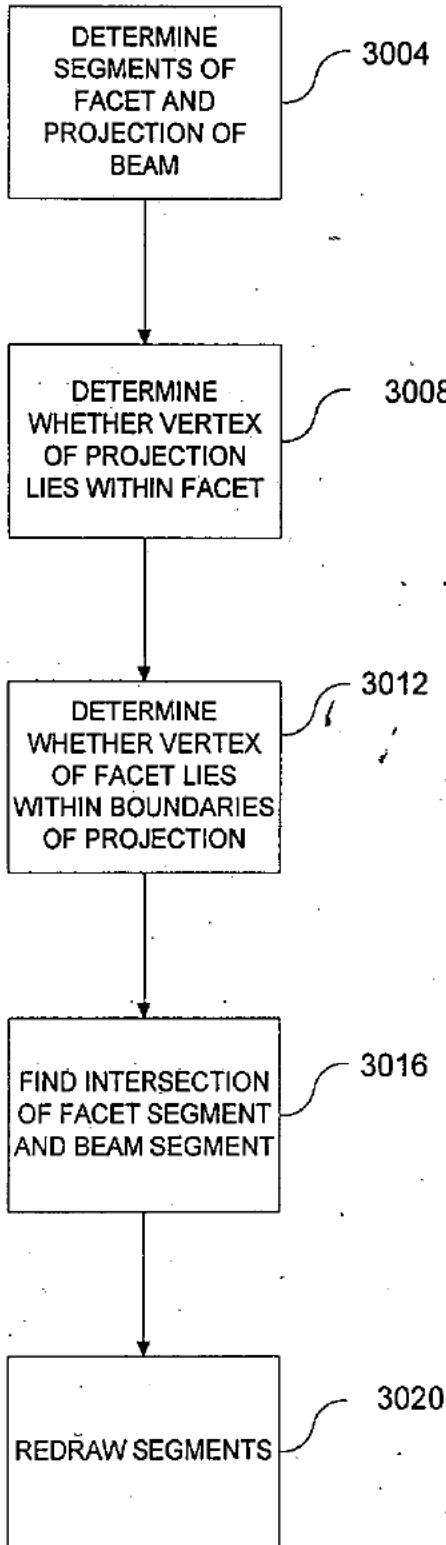 DETERMINE
SEGMENTS OF
FACET AND
PROJECTION OF
BEAM
3004
DETERMINE
WHETHER VERTEX
OF PROJECTION
LIES WITHIN FACET
3008
DETERMINE
WHETHER VERTEX
OF FACET LIES
WITHIN BOUNDARIES
OF PROJECTION
3012
FIND INTERSECTION
OF FACET SEGMENT
AND BEAM SEGMENT
3016
REDRAW SEGMENTS
3020